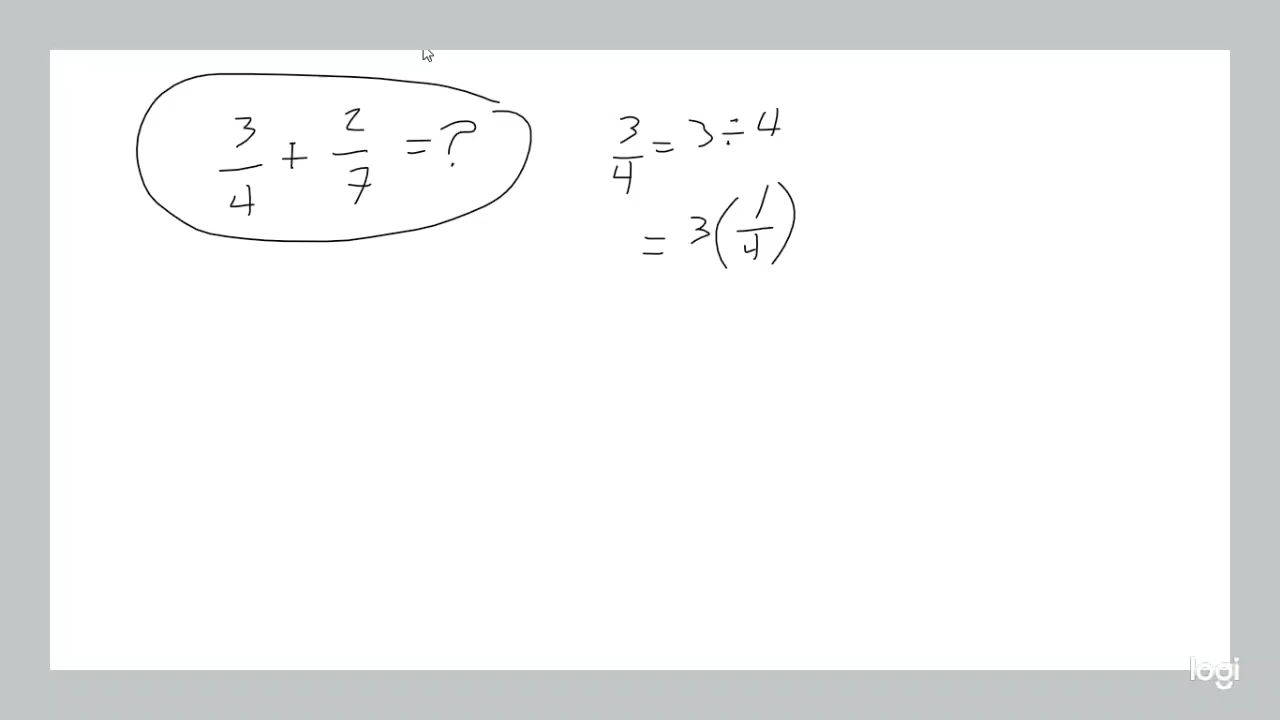 3/4 + 2/7 = ?
3/4 = 3 ÷ 4
= 3(1/4)
logi